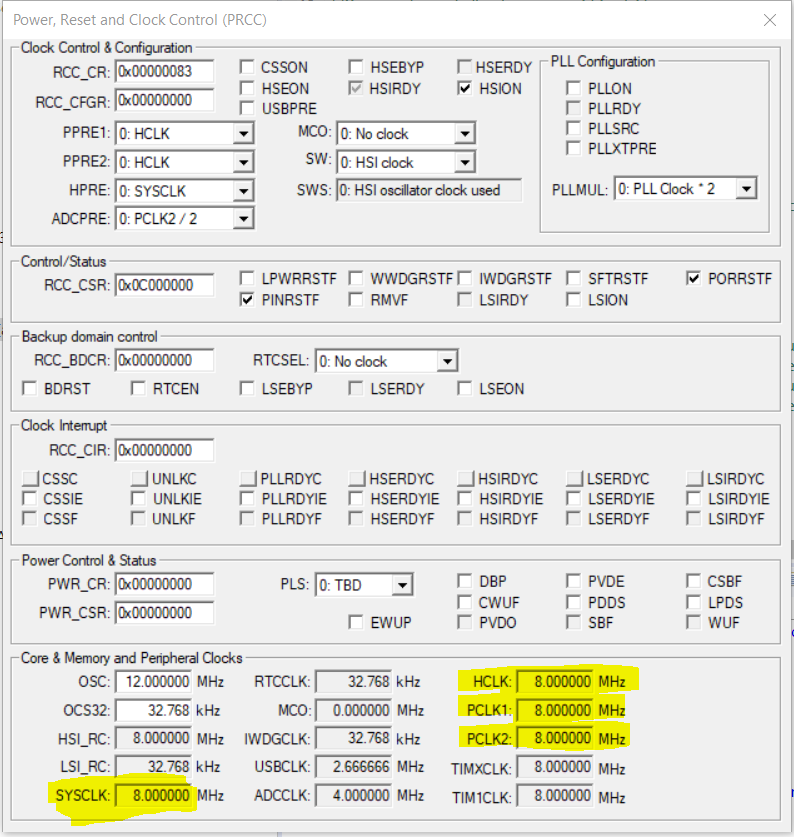 Power, Reset and Clock Control (PRCC)
Clock Control & Configuration
RCC_CR: 0x00000083 CSSON HSEBYP HSERDY
RCC_CFGR: 0x00000000 HSEON HSIRDY HSION
USBPRE
PPRE1: 0: HCLK MCO: 0: No clock
PPRE2: 0: HCLK SW: 0: HSI clock
HPRE: 0: SYSCLK SWS: 0: HSI oscillator clock used
ADCPRE: 0: PCLK2 / 2
PLL Configuration
PLLON
PLLRDY
PLLSRC
PLLXTPRE
PLLMUL: 0: PLL Clock * 2
Control/Status
RCC_CSR: 0x0C000000 LPWRRSTF WWDGRSTF IWDGRSTF SFTRSTF PORRSTF
PINRSTF RMVF LSIRDY LSION
Backup domain control
RCC_BDCR: 0x00000000 RTCSEL: 0: No clock
BDRST RTCEN LSEBYP LSERDY LSEON
Clock Interrupt
RCC_CIR: 0x00000000
CSSC UNLKC PLLRDYC HSERDYC HSIRDYC LSERDYC LSIRDYC
CSSIE UNLKIE PLLRDYIE HSERDYIE HSIRDYIE LSERDYIE LSIRDYIE
CSSF UNLKF PLLRDYF HSERDYF HSIRDYF LSERDYF LSIRDYF
Power Control & Status
PWR_CR: 0x00000000 PLS: 0: TBD DBP PVDE CSBF
PWR_CSR: 0x00000000 CWUF PDDS LPDS
EWUP PVDO SBF WUF
Core & Memory and Peripheral Clocks
OSC: 12.000000 MHz RTCCLK: 32.768 kHz HCLK: 8.000000 MHz
OCS32: 32.768 kHz MCO: 0.000000 MHz PCLK1: 8.000000 MHz
HSI_RC: 8.000000 MHz IWDGCLK: 32.768 kHz PCLK2: 8.000000 MHz
LSI_RC: 32.768 kHz USBCLK: 2.666666 MHz TIMXCLK: 8.000000 MHz
SYSCLK: 8.000000 MHz ADCCLK: 4.000000 MHz TIM1CLK: 8.000000 MHz